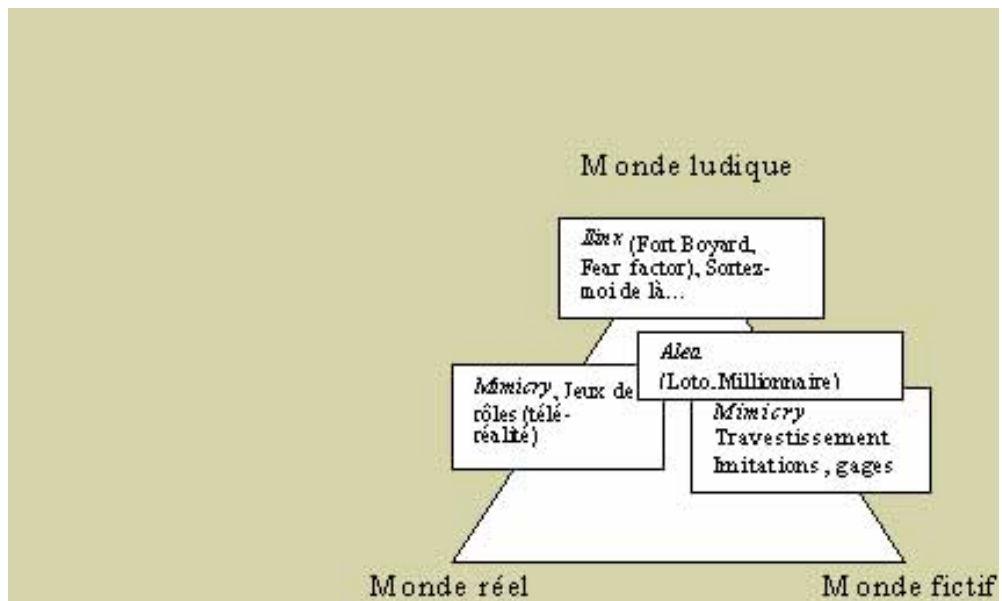 Monde ludique
Ilinx (Fort Boyard,
Fear factor), Sortez-
moi de là...
Alea
(Loto, Millionnaire)
Mimicry, Jeux de
rôles (télé-
réalité)
Mimicry
Travestissement
Imitations, gages
Monde réel
Monde fictif